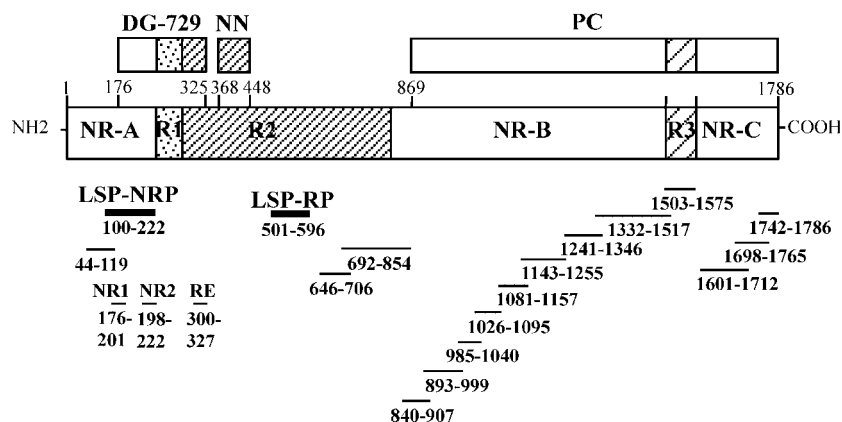 DG-729 NN PC
1 176 325 368 448 869 1786
NH2 NR-A R1 R2 NR-B R3 NR-C COOH
LSP-NRP LSP-RP
100-222 501-596
1503-1575
1332-1517 1742-1786
1241-1346 1698-1765
44-119 692-854 1143-1255 1601-1712
646-706 1081-1157
NR1 NR2 RE
176- 198- 300-
201 222 327
1026-1095
985-1040
893-999
840-907